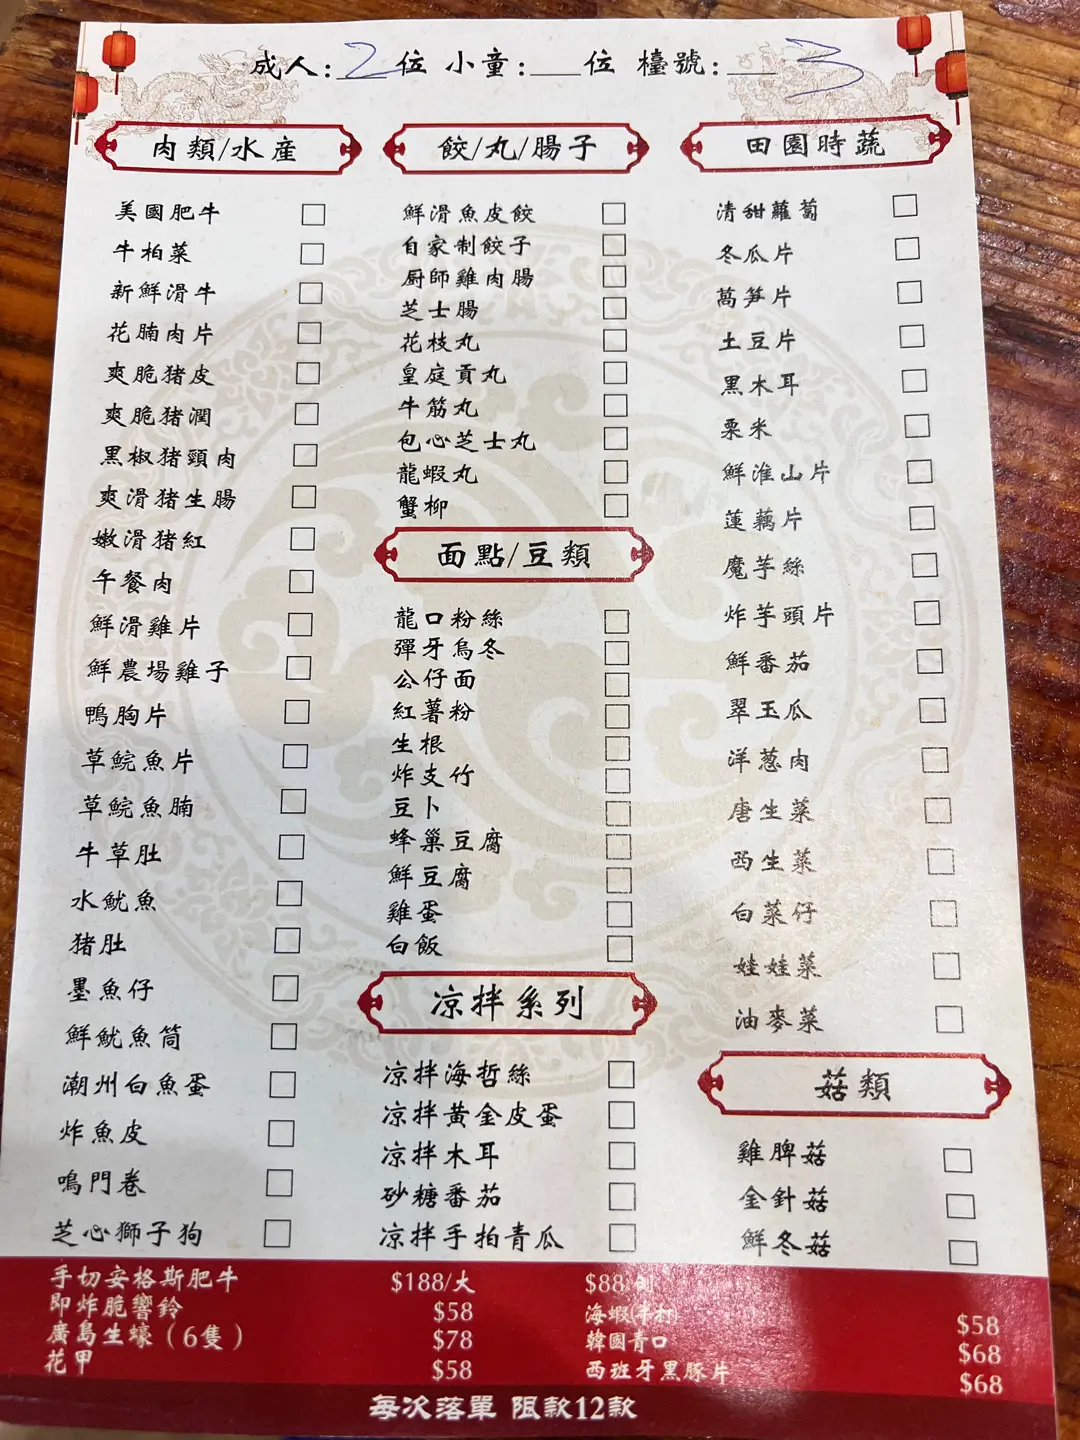 成人: 2 位 小童: 位 檯號: 3
肉類/水產
美國肥牛
牛柏菜
新鮮滑牛
花腩肉片
爽脆猪皮
爽脆猪潤
黑椒猪頸肉
爽滑猪生腸
嫩滑猪紅
午餐肉
鮮滑雞片
鮮農場雞子
鴨胸片
草鯇魚片
草鯇魚腩
牛草肚
水魷魚
猪肚
墨魚仔
鮮魷魚筒
潮州白魚蛋
炸魚皮
鳴門卷
芝心獅子狗
餃/丸/腸子
鮮滑魚皮餃
自家制餃子
厨師雞肉腸
芝士腸
花枝丸
皇庭貢丸
牛筋丸
包心芝士丸
龍蝦丸
蟹柳
面點/豆類
龍口粉絲
彈牙烏冬
公仔面
紅薯粉
生根
炸支竹
豆卜
蜂巢豆腐
鮮豆腐
雞蛋
白飯
凉拌系列
凉拌海哲絲
凉拌黃金皮蛋
凉拌木耳
砂糖番茄
凉拌手拍青瓜
田園時蔬
清甜蘿蔔
冬瓜片
萵笋片
土豆片
黑木耳
粟米
鮮淮山片
蓮藕片
魔芋絲
炸芋頭片
鮮番茄
翠玉瓜
洋葱肉
唐生菜
西生菜
白菜仔
娃娃菜
油麥菜
菇類
雞脾菇
金針菇
鮮冬菇
手切安格斯肥牛 $188/大 $88/
即炸脆響鈴 $58
廣島生蠔（6隻） $78
花甲 $58
海蝦(半打) $58
韓國青口 $68
西班牙黑豚片 $68
每次落單 限款12款